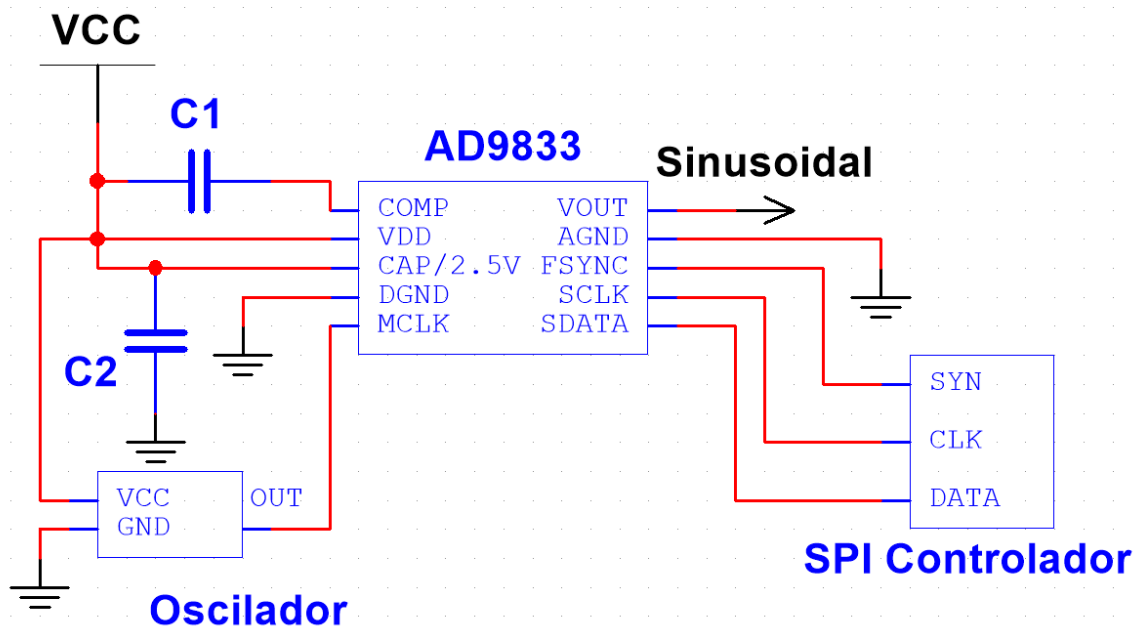 VCC
C1
AD9833
Sinusoidal
COMP
VDD
CAP/2.5V
DGND
MCLK
VOUT
AGND
FSYNC
SCLK
SDATA
C2
VCC
GND
OUT
Oscilador
SYN
CLK
DATA
SPI Controlador